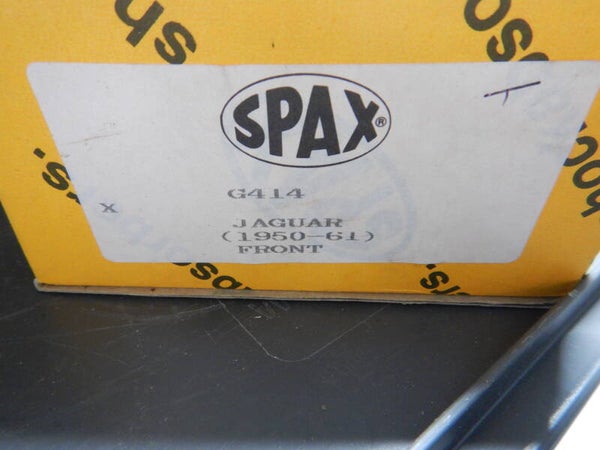 SPAX®
G414
X
JAGUAR
(1950-61)
FRONT